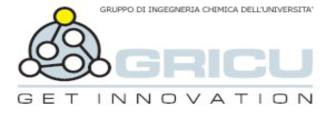 GRUPPO DI INGEGNERIA CHIMICA DELL'UNIVERSITA'
GRICU
GET INNOVATION